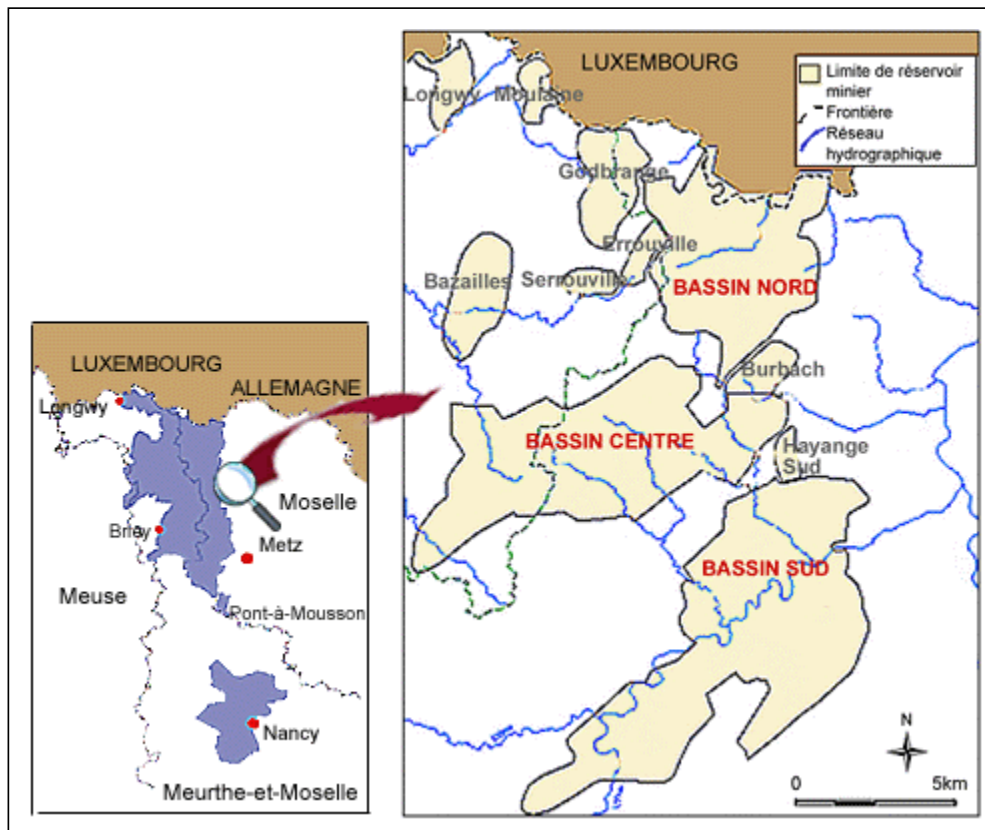 LUXEMBOURG
ALLEMAGNE
Longwy
Moselle
Briey
Metz
Meuse
Pont-à-Mousson
Nancy
Meurthe-et-Moselle
LUXEMBOURG
Limite de réservoir
minier
Frontière
Réseau
hydrographique
Longwy
Moulaine
Godbrange
Errouville
Bazailles
Serrouville
BASSIN NORD
Burbach
BASSIN CENTRE
Hayange
Sud
BASSIN SUD
N
0
5km